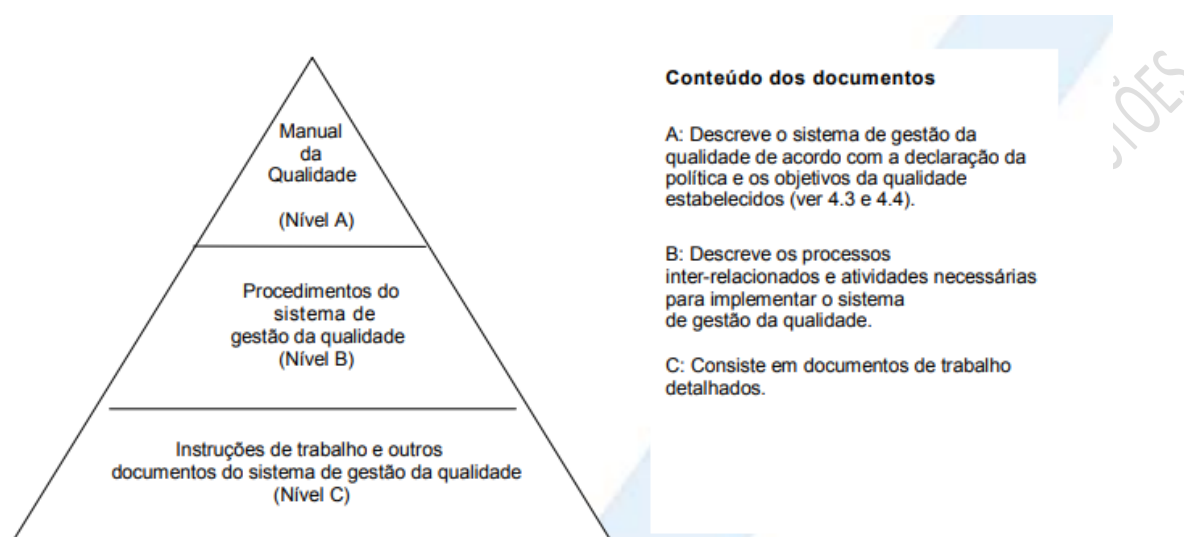 Manual
da
Qualidade
(Nível A)
Procedimentos do
sistema de
gestão da qualidade
(Nível B)
Instruções de trabalho e outros
documentos do sistema de gestão da qualidade
(Nível C)
Conteúdo dos documentos
A: Descreve o sistema de gestão da
qualidade de acordo com a declaração da
política e os objetivos da qualidade
estabelecidos (ver 4.3 e 4.4).
B: Descreve os processos
inter-relacionados e atividades necessárias
para implementar o sistema
de gestão da qualidade.
C: Consiste em documentos de trabalho
detalhados.